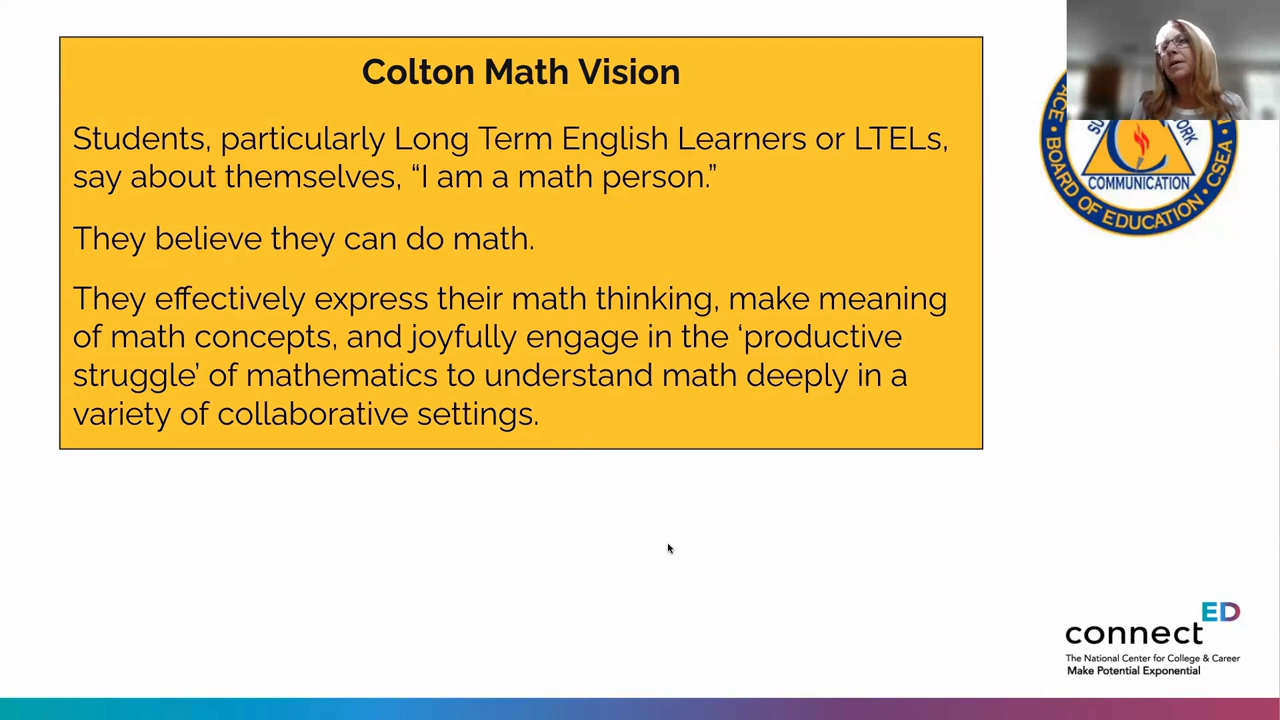 Colton Math Vision
Students, particularly Long Term English Learners or LTELs,
say about themselves, “I am a math person.”
They believe they can do math.
They effectively express their math thinking, make meaning
of math concepts, and joyfully engage in the ‘productive
struggle’ of mathematics to understand math deeply in a
variety of collaborative settings.
COMMUNICATION
BOARD OF EDUCATION • CSEA
connectED
The National Center for College & Career
Make Potential Exponential